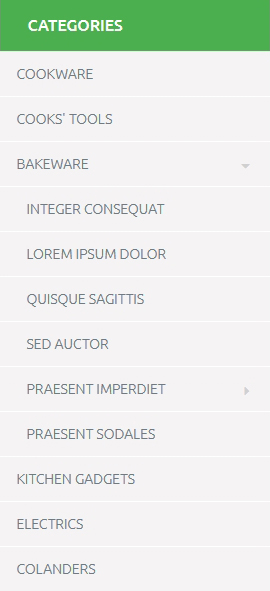 CATEGORIES
COOKWARE
COOKS' TOOLS
BAKEWARE
INTEGER CONSEQUAT
LOREM IPSUM DOLOR
QUISQUE SAGITTIS
SED AUCTOR
PRAESENT IMPERDIET
PRAESENT SODALES
KITCHEN GADGETS
ELECTRICS
COLANDERS